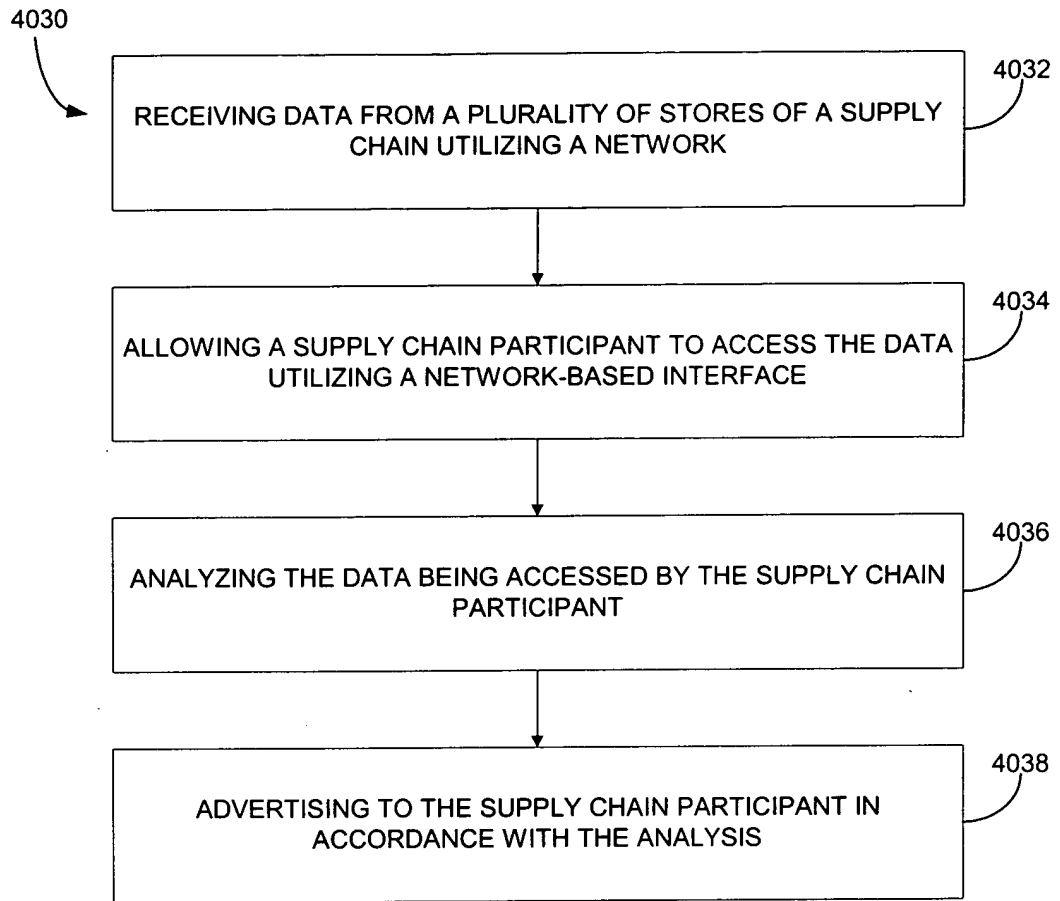 4030
4032
RECEIVING DATA FROM A PLURALITY OF STORES OF A SUPPLY
CHAIN UTILIZING A NETWORK
4034
ALLOWING A SUPPLY CHAIN PARTICIPANT TO ACCESS THE DATA
UTILIZING A NETWORK-BASED INTERFACE
4036
ANALYZING THE DATA BEING ACCESSED BY THE SUPPLY CHAIN
PARTICIPANT
4038
ADVERTISING TO THE SUPPLY CHAIN PARTICIPANT IN
ACCORDANCE WITH THE ANALYSIS